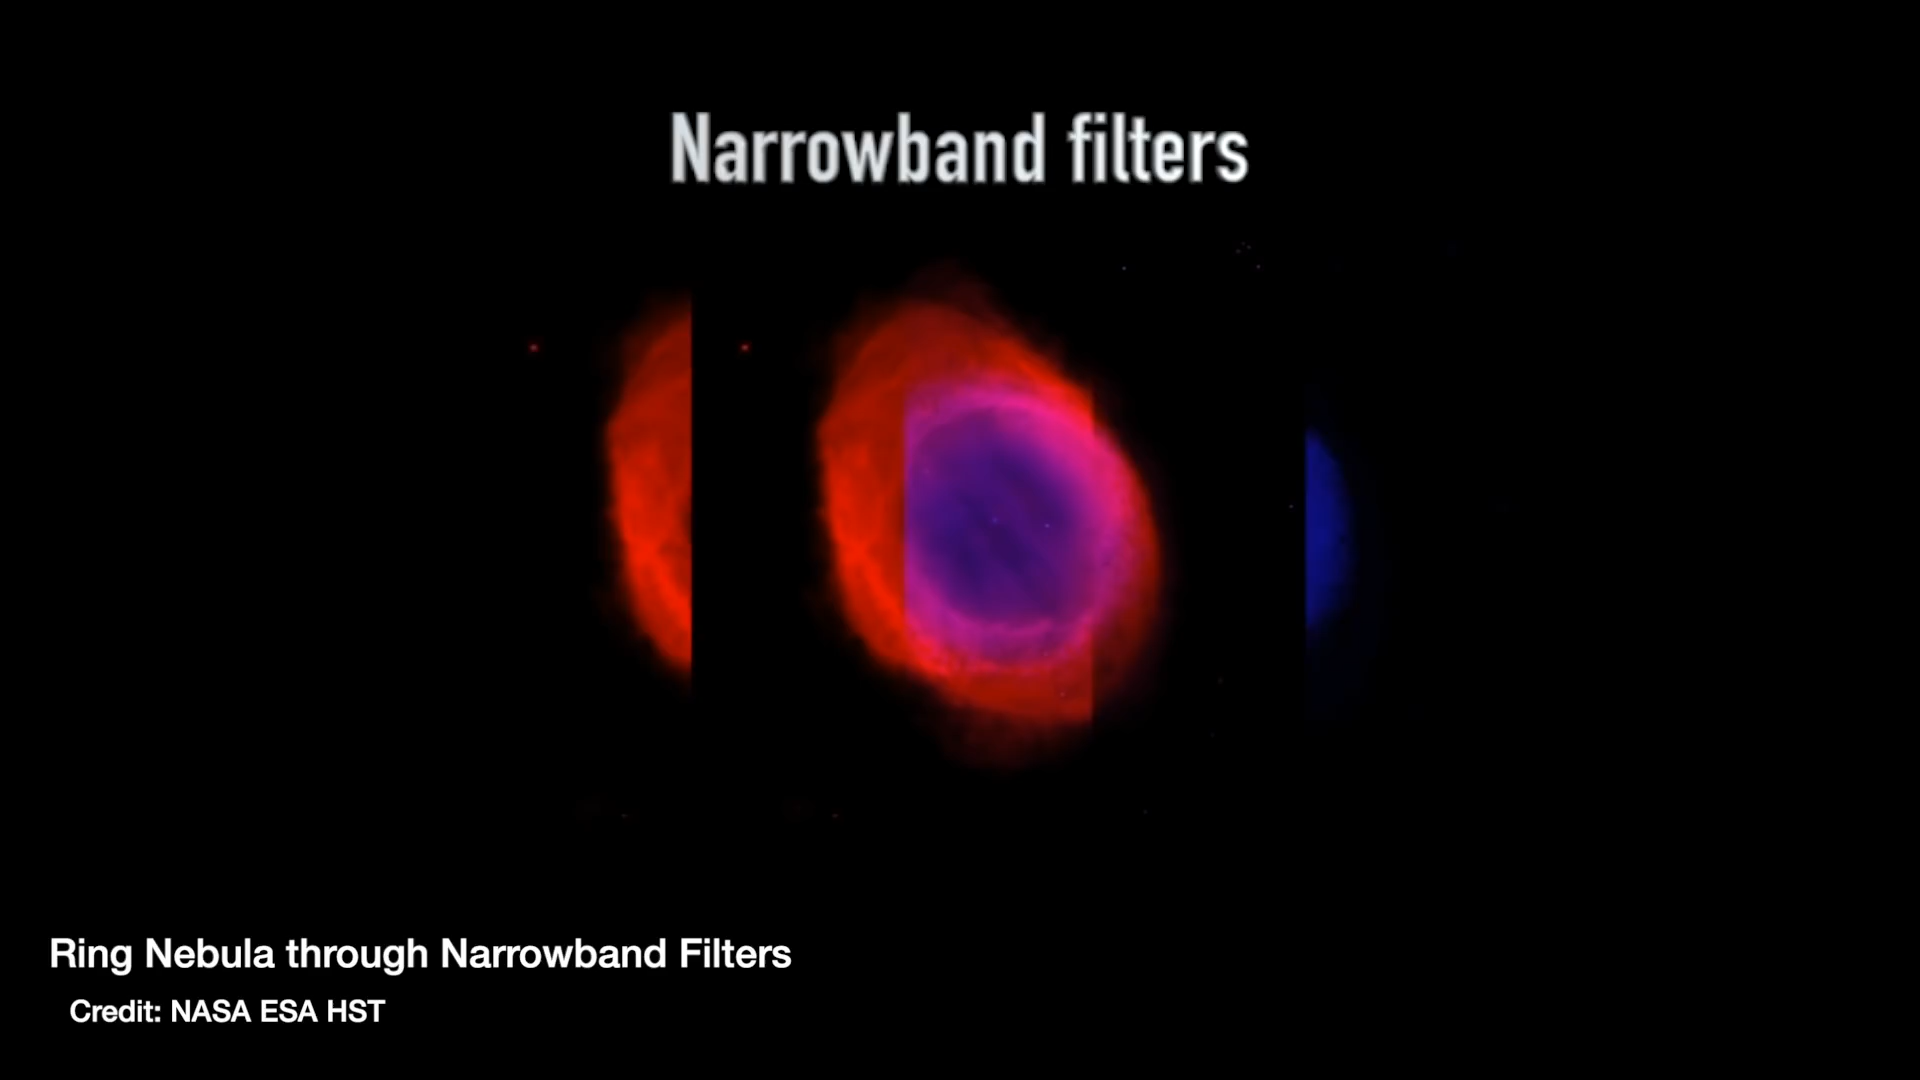 Narrowband filters
Ring Nebula through Narrowband Filters
Credit: NASA ESA HST